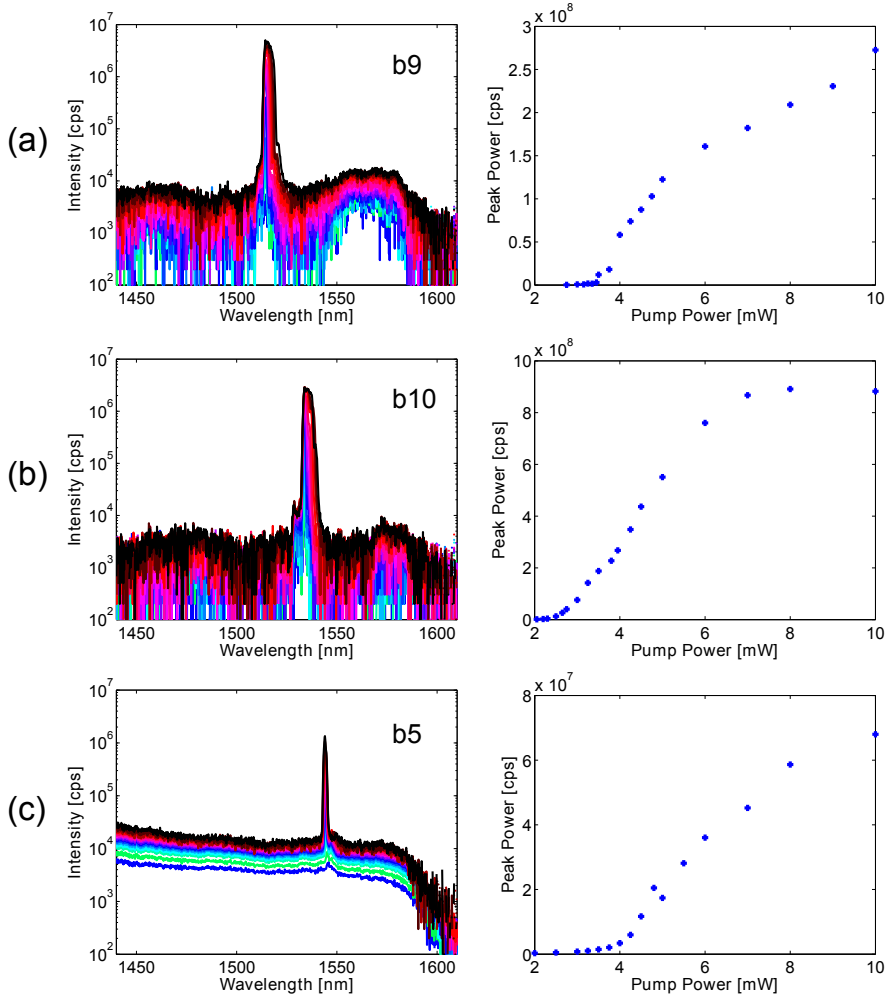 (a)
b9
Intensity [cps]
10^7
10^6
10^5
10^4
10^3
10^2
1450 1500 1550 1600
Wavelength [nm]
x 10^8
Peak Power [cps]
3
2.5
2
1.5
1
0.5
0
2 4 6 8 10
Pump Power [mW]
(b)
b10
Intensity [cps]
10^7
10^6
10^5
10^4
10^3
10^2
1450 1500 1550 1600
Wavelength [nm]
x 10^8
Peak Power [cps]
10
8
6
4
2
0
2 4 6 8 10
Pump Power [mW]
(c)
b5
Intensity [cps]
10^7
10^6
10^5
10^4
10^3
10^2
1450 1500 1550 1600
Wavelength [nm]
x 10^7
Peak Power [cps]
8
6
4
2
0
2 4 6 8 10
Pump Power [mW]